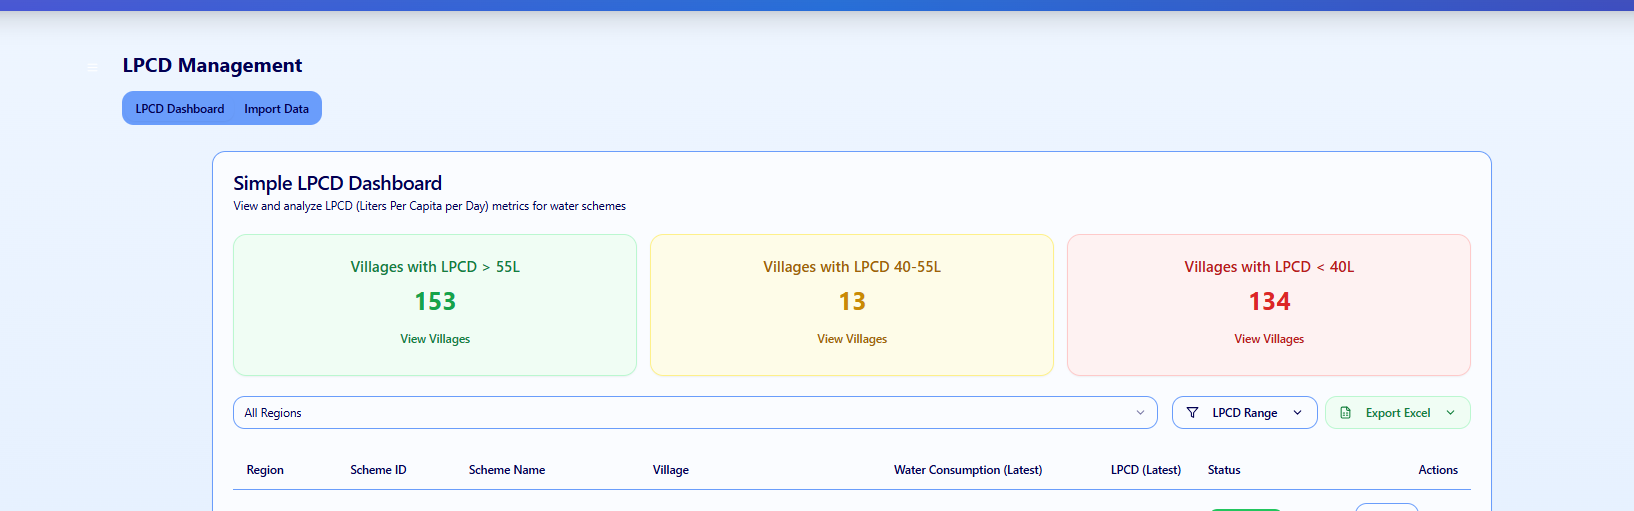 LPCD Management
LPCD Dashboard Import Data
Simple LPCD Dashboard
View and analyze LPCD (Liters Per Capita per Day) metrics for water schemes
Villages with LPCD > 55L
153
View Villages
Villages with LPCD 40-55L
13
View Villages
Villages with LPCD < 40L
134
View Villages
All Regions LPCD Range Export Excel
Region Scheme ID Scheme Name Village Water Consumption (Latest) LPCD (Latest) Status Actions